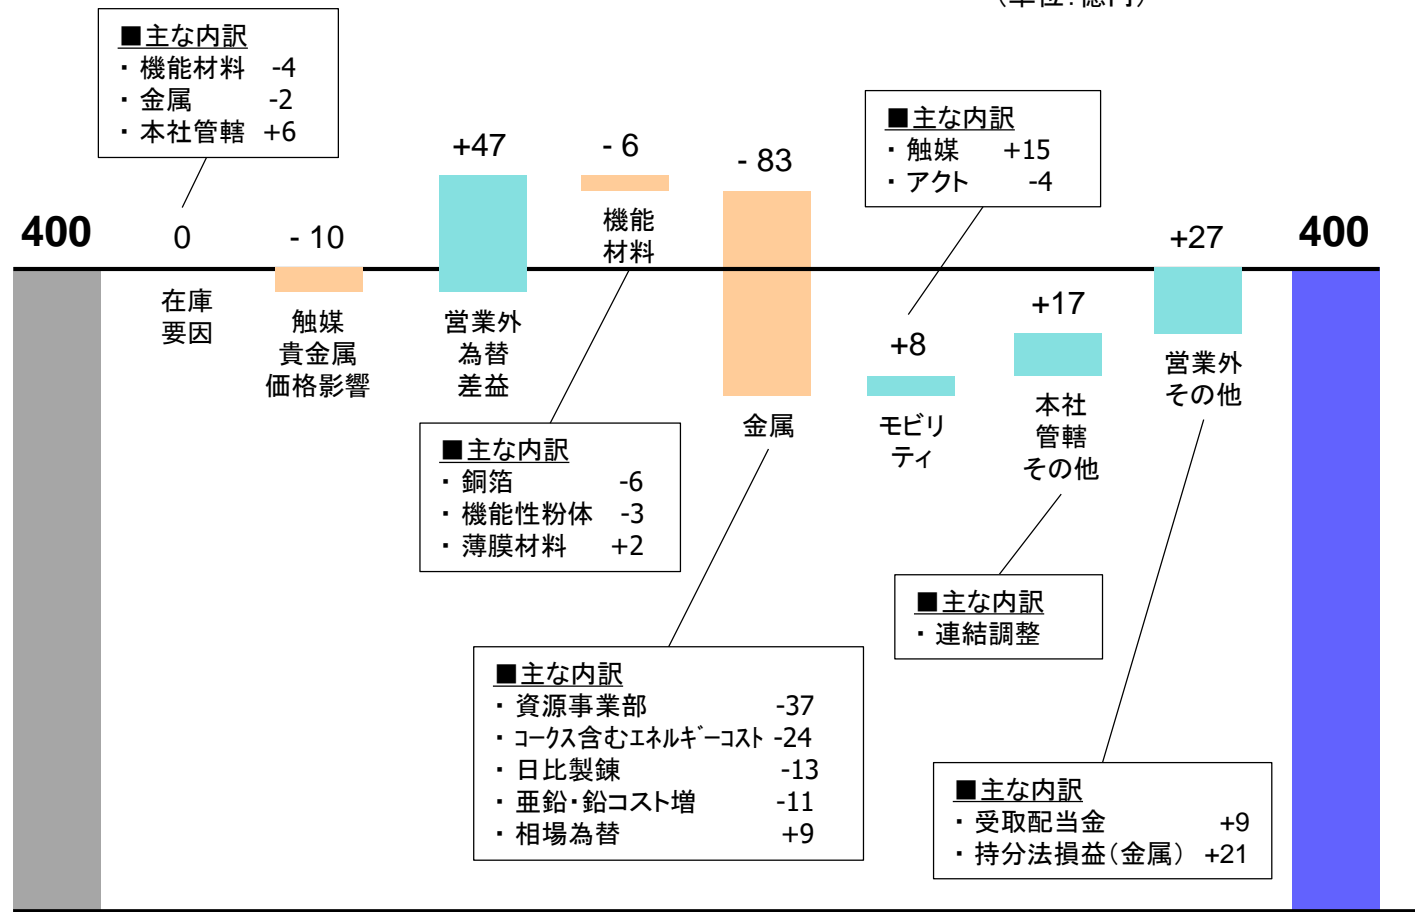 (単位:億円)
■主な内訳
・ 機能材料 -4
・ 金属 -2
・ 本社管轄 +6
■主な内訳
・ 触媒 +15
・ アクト -4
400
0
在庫
要因
- 10
触媒
貴金属
価格影響
+47
営業外
為替
差益
- 6
機能
材料
- 83
金属
+8
モビリ
ティ
+17
本社
管轄
その他
+27
営業外
その他
400
■主な内訳
・ 銅箔 -6
・ 機能性粉体 -3
・ 薄膜材料 +2
■主な内訳
・ 連結調整
■主な内訳
・ 資源事業部 -37
・ コークス含むエネルギーコスト -24
・ 日比製錬 -13
・ 亜鉛・鉛コスト増 -11
・ 相場為替 +9
■主な内訳
・ 受取配当金 +9
・ 持分法損益(金属) +21